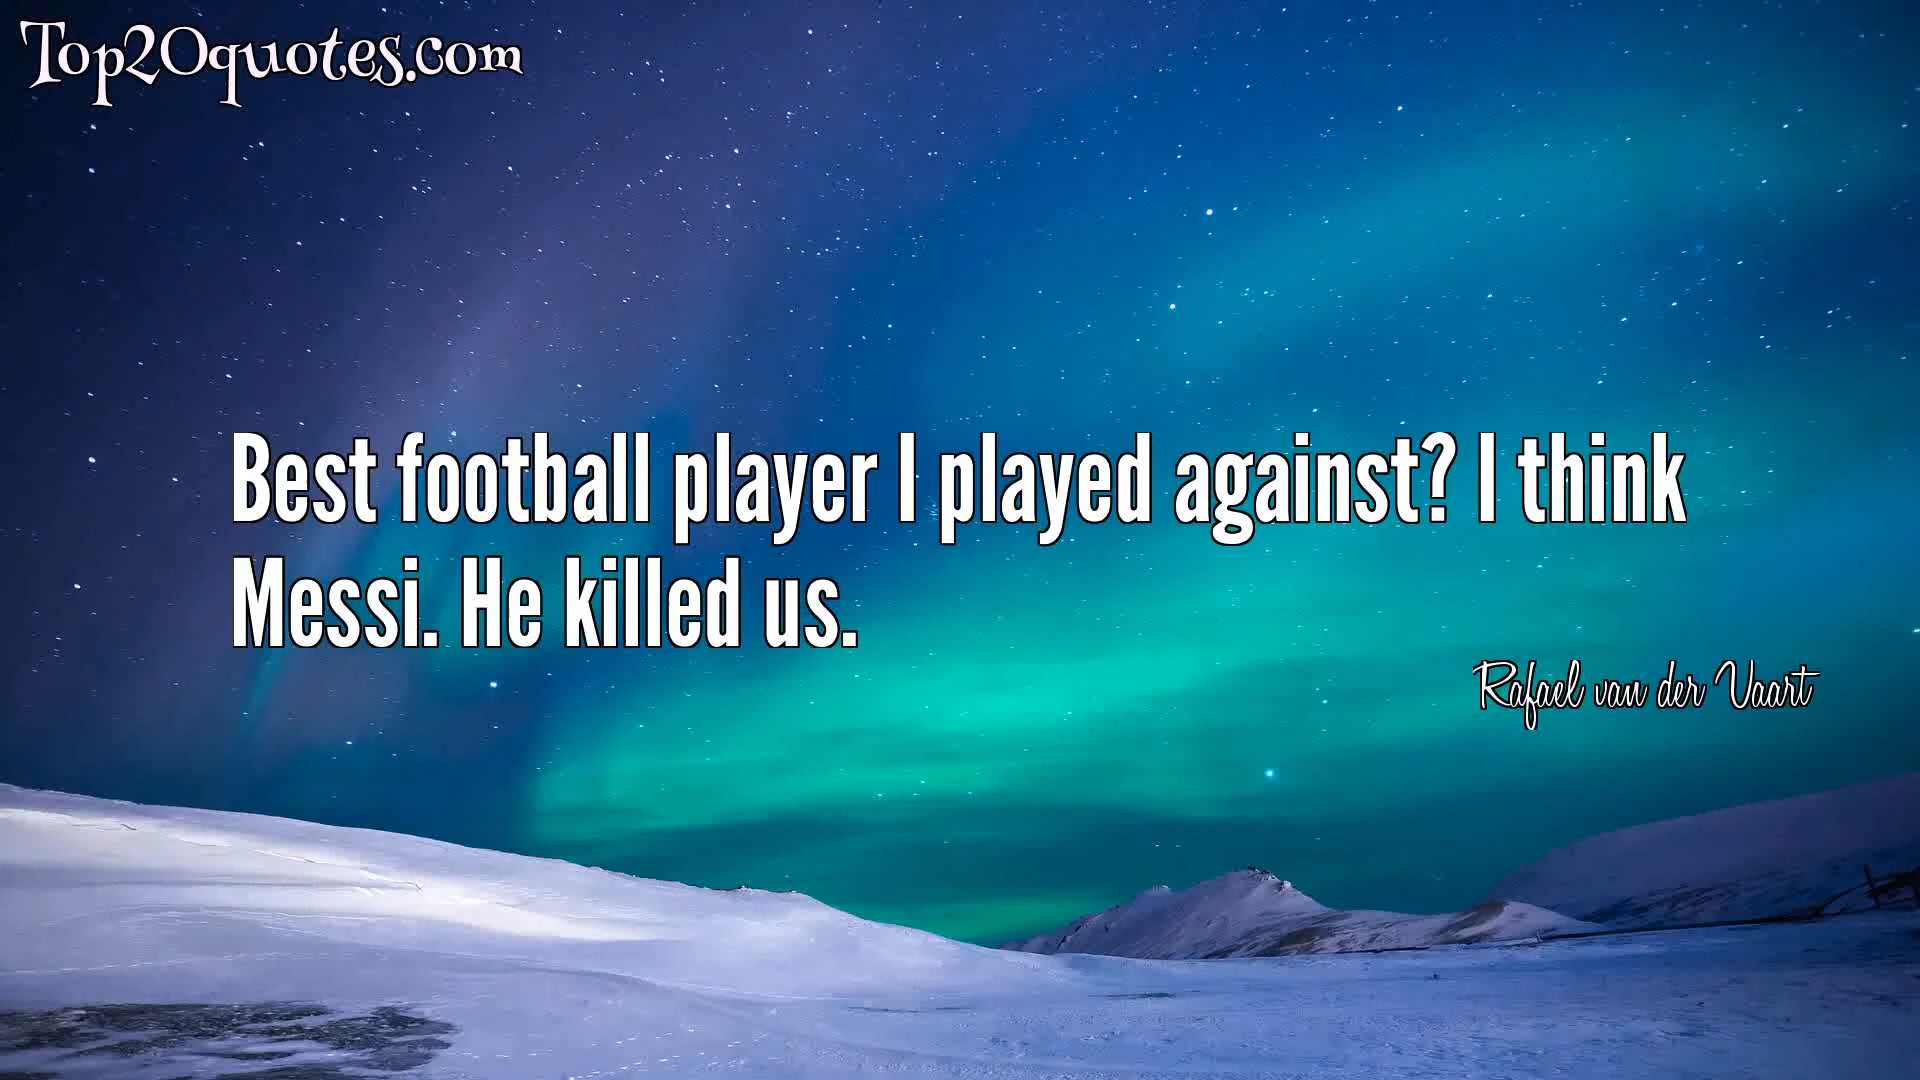 Top20quotes.com
Best football player I played against? I think
Messi. He killed us.
Rafael van der Vaart